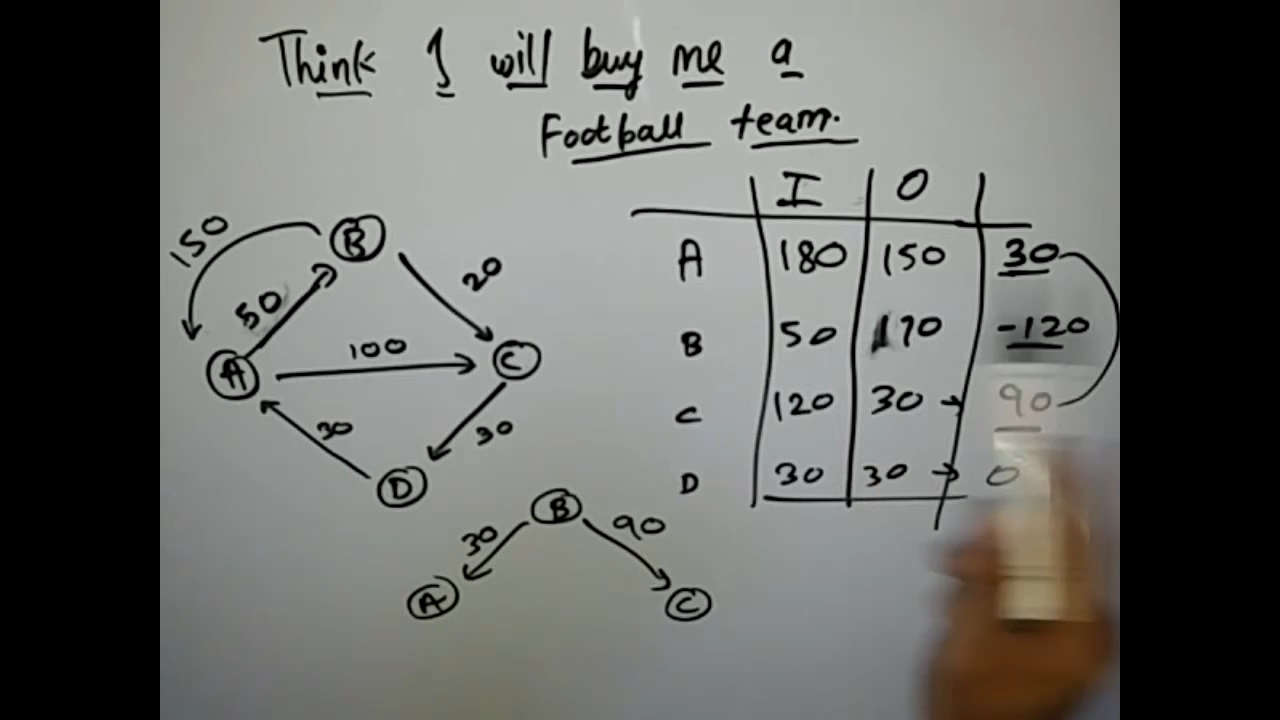 Think I will buy me a
Football team.
I O
A 180 150 30
B 50 170 -120
C 120 30 → 90
D 30 30 → 0
150
B
50
20
A
100
C
30
30
D
B
30
90
A
C